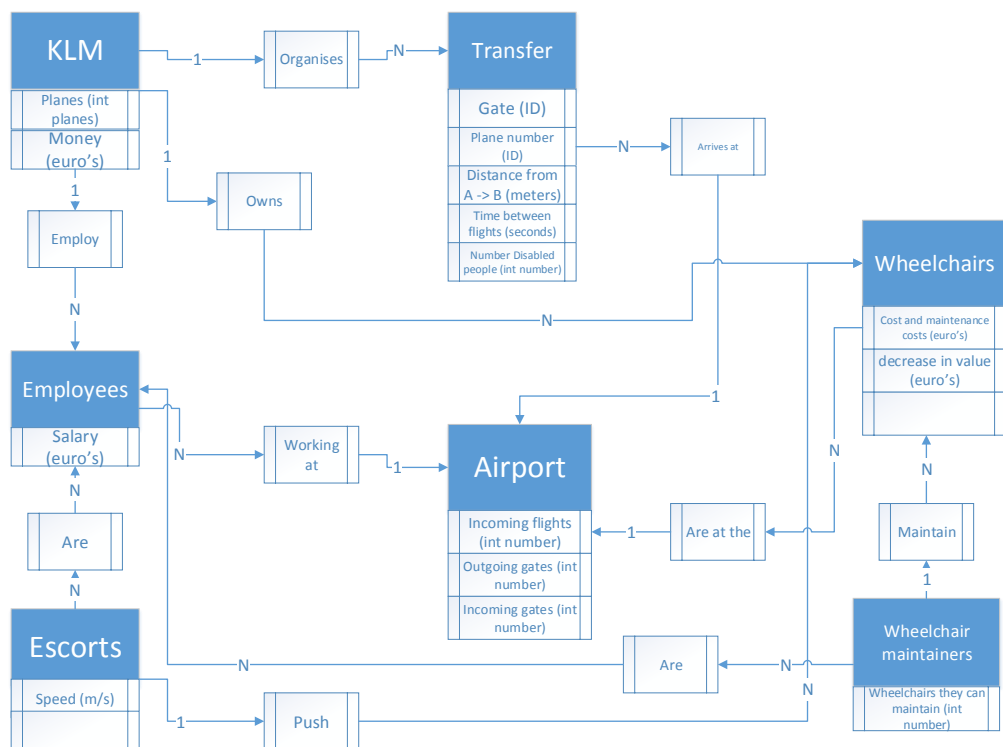 KLM
Planes (int
planes)
Money
(euro's)
1
Organises
N
Transfer
Gate (ID)
Plane number
(ID)
Distance from
A -> B (meters)
Time between
flights (seconds)
Number Disabled
people (int number)
N
Arrives at
1
1
Owns
N
1
Employ
N
Wheelchairs
Cost and maintenance
costs (euro's)
decrease in value
(euro's)
Employees
Salary
(euro's)
N
Working
at
1
Airport
Incoming flights
(int number)
Outgoing gates (int
number)
Incoming gates (int
number)
N
Are at the
1
N
Maintain
1
N
Are
N
Escorts
Speed (m/s)
1
Push
N
N
Are
N
Wheelchair
maintainers
Wheelchairs they can
maintain (int
number)